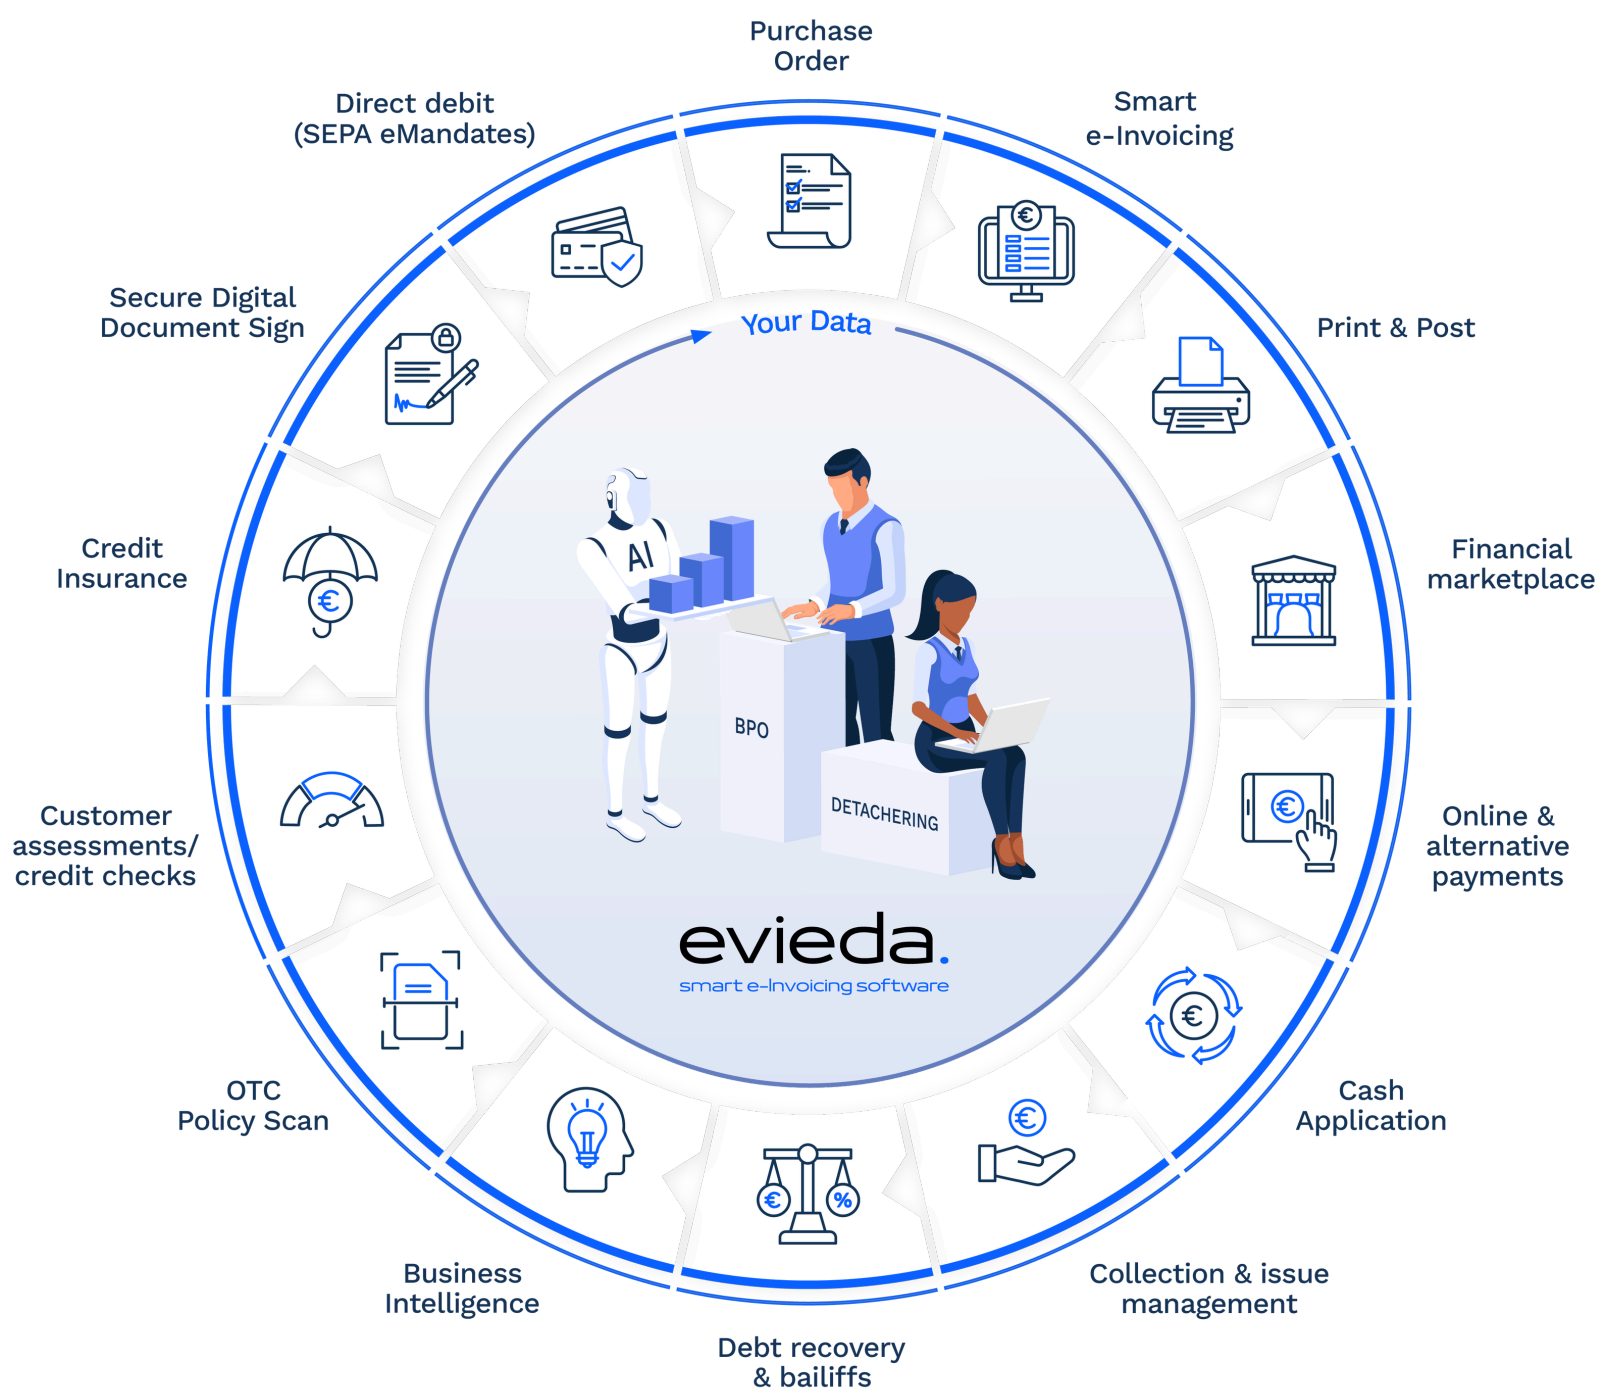 Purchase
Order
Smart
e-Invoicing
Print & Post
Financial
marketplace
Online &
alternative
payments
Cash
Application
Collection & issue
management
Debt recovery
& bailiffs
Business
Intelligence
OTC
Policy Scan
Customer
assessments/
credit checks
Credit
Insurance
Secure Digital
Document Sign
Direct debit
(SEPA eMandates)
Your Data
AI
BPO
DETACHERING
evieda.
smart e-Invoicing software
€
€
€
€
€
€
%